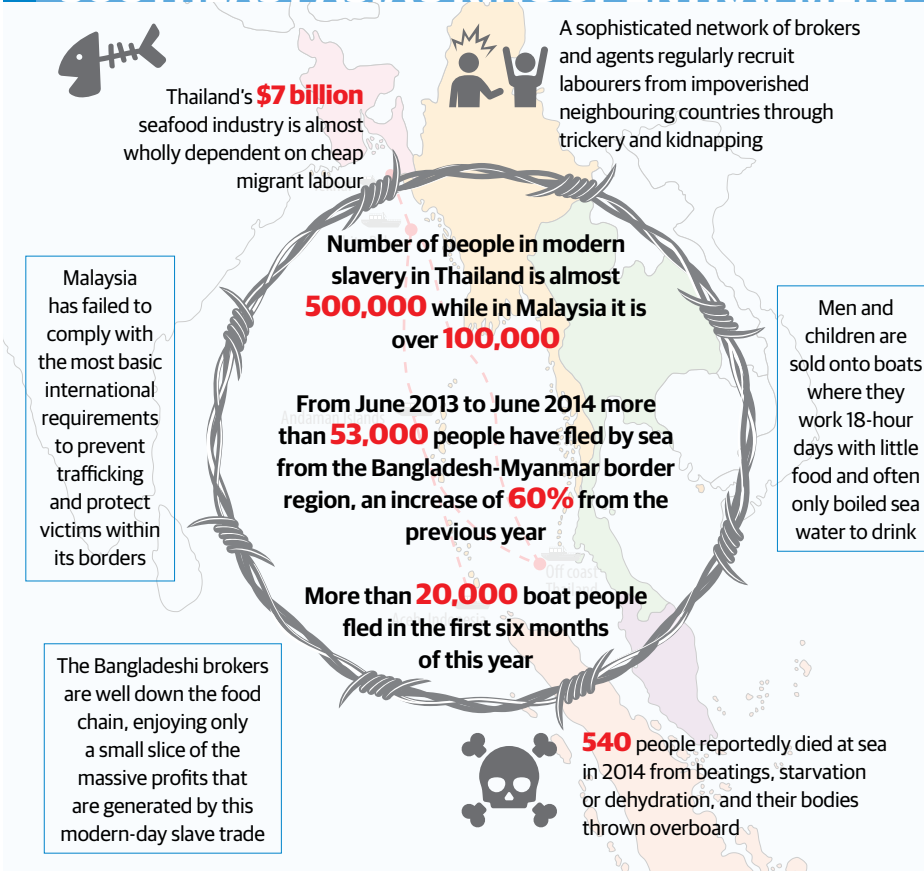 A sophisticated network of brokers
and agents regularly recruit
labourers from impoverished
neighbouring countries through
trickery and kidnapping
Thailand's $7 billion
seafood industry is almost
wholly dependent on cheap
migrant labour
Number of people in modern
slavery in Thailand is almost
500,000 while in Malaysia it is
over 100,000
From June 2013 to June 2014 more
than 53,000 people have fled by sea
from the Bangladesh-Myanmar border
region, an increase of 60% from the
previous year
More than 20,000 boat people
fled in the first six months
of this year
Malaysia
has failed to
comply with
the most basic
international
requirements
to prevent
trafficking
and protect
victims within
its borders
Men and
children are
sold onto boats
where they
work 18-hour
days with little
food and often
only boiled sea
water to drink
Off coast
The Bangladeshi brokers
are well down the food
chain, enjoying only
a small slice of the
massive profits that
are generated by this
modern-day slave trade
540 people reportedly died at sea
in 2014 from beatings, starvation
or dehydration, and their bodies
thrown overboard